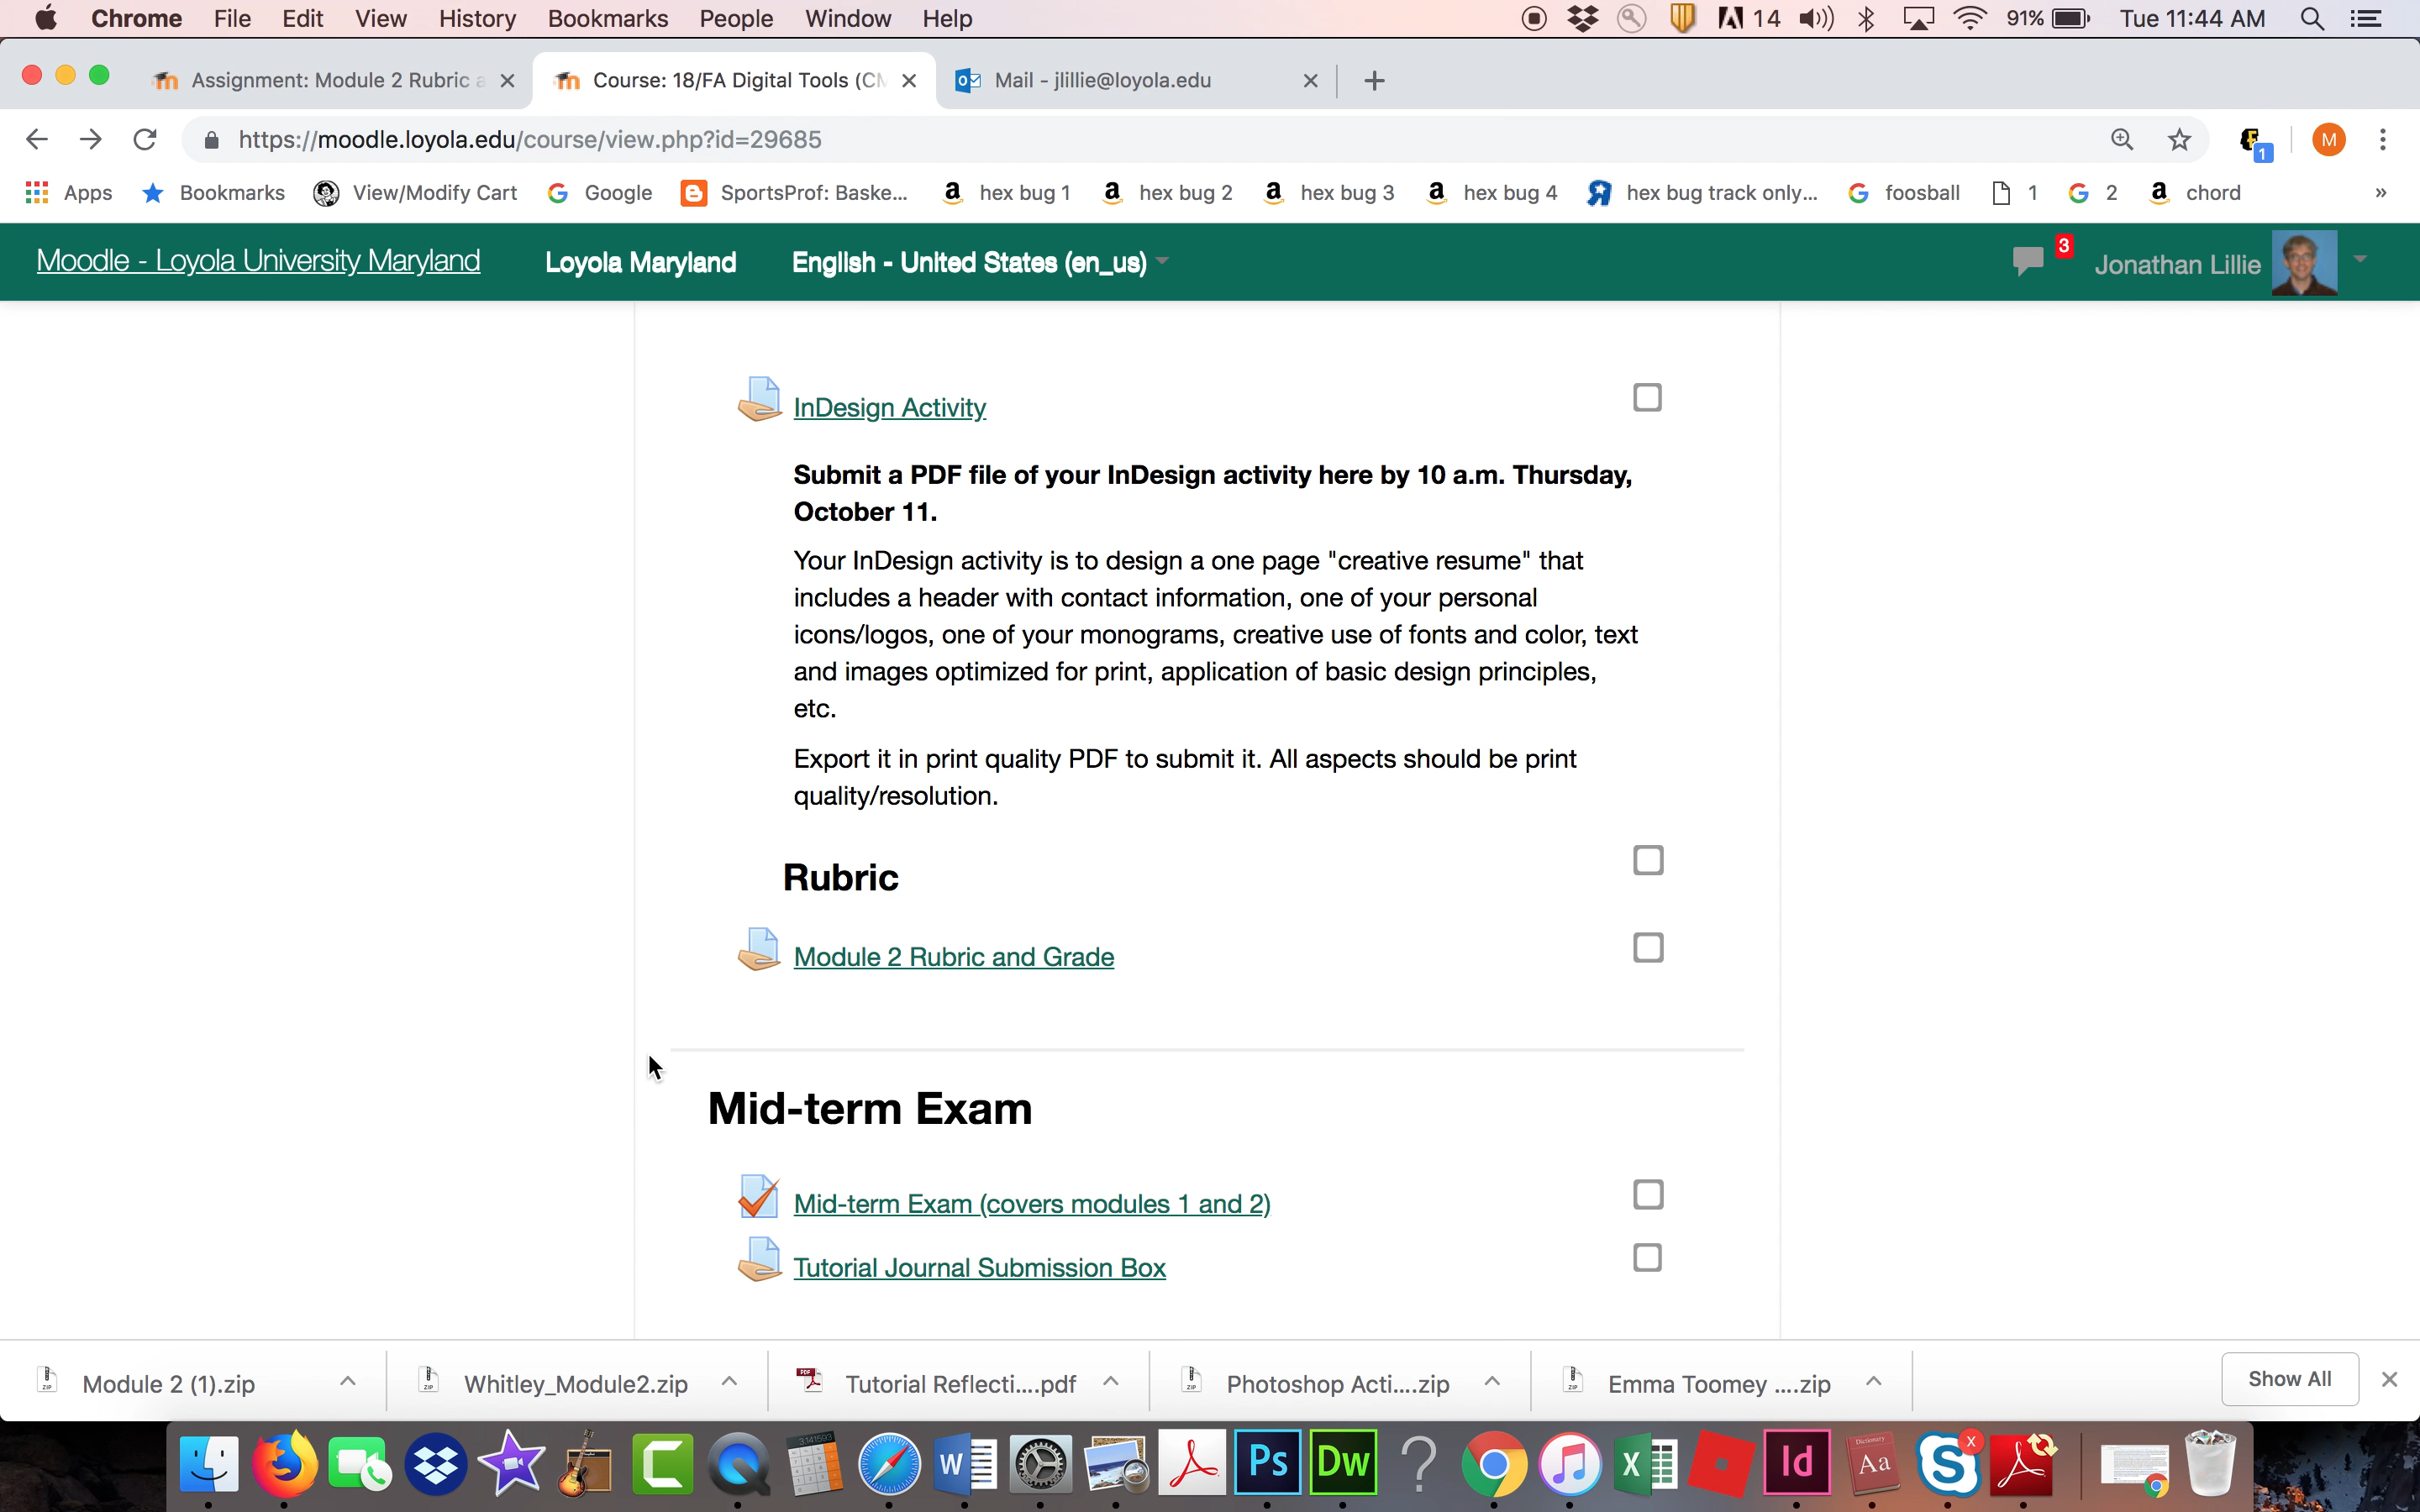 Chrome File Edit View History Bookmarks People Window Help 14 91% Tue 11:44 AM
Assignment: Module 2 Rubric a Course: 18/FA Digital Tools (CM Mail - jlillie@loyola.edu
https://moodle.loyola.edu/course/view.php?id=29685 1 M
Apps Bookmarks View/Modify Cart Google SportsProf: Baske... hex bug 1 hex bug 2 hex bug 3 hex bug 4 hex bug track only... foosball 1 2 chord »
Moodle - Loyola University Maryland Loyola Maryland English - United States (en_us) 3 Jonathan Lillie
InDesign Activity
Submit a PDF file of your InDesign activity here by 10 a.m. Thursday,
October 11.
Your InDesign activity is to design a one page "creative resume" that
includes a header with contact information, one of your personal
icons/logos, one of your monograms, creative use of fonts and color, text
and images optimized for print, application of basic design principles,
etc.
Export it in print quality PDF to submit it. All aspects should be print
quality/resolution.
Rubric
Module 2 Rubric and Grade
Mid-term Exam
Mid-term Exam (covers modules 1 and 2)
Tutorial Journal Submission Box
Module 2 (1).zip Whitley_Module2.zip Tutorial Reflecti....pdf Photoshop Acti....zip Emma Toomey ....zip Show All
Ps Dw Id Aa